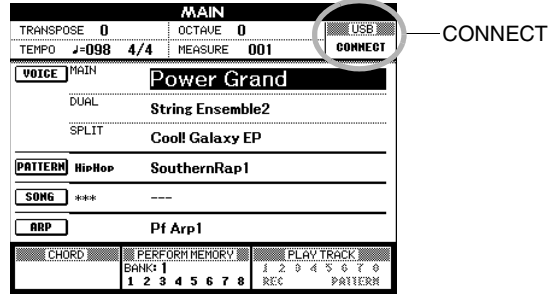 MAIN
TRANSPOSE 0 OCTAVE 0 USB
TEMPO ♩=098 4/4 MEASURE 001 CONNECT
CONNECT
VOICE MAIN Power Grand
DUAL String Ensemble2
SPLIT Cool! Galaxy EP
PATTERN HipHop SouthernRap1
SONG *** ---
ARP Pf Arp1
CHORD PERFORM MEMORY PLAY TRACK
BANK: 1 1 2 3 4 5 6 7 8
1 2 3 4 5 6 7 8 REC PATTERN